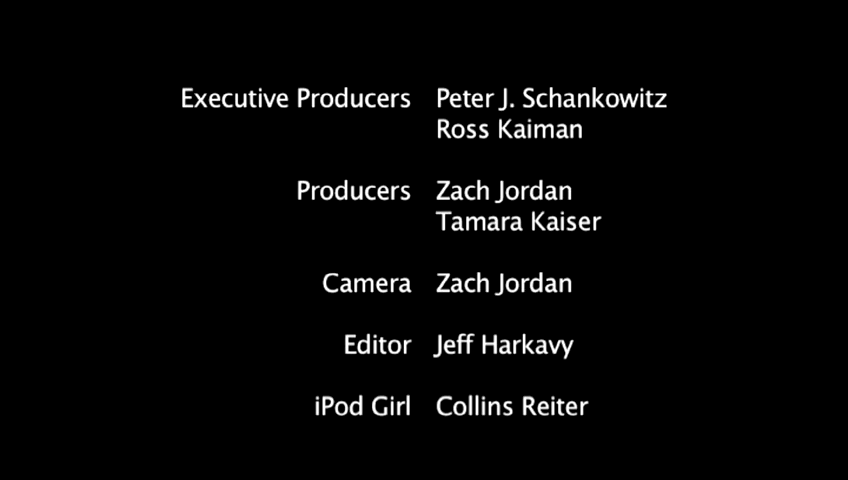 Executive Producers Peter J. Schankowitz
Ross Kaiman
Producers Zach Jordan
Tamara Kaiser
Camera Zach Jordan
Editor Jeff Harkavy
iPod Girl Collins Reiter